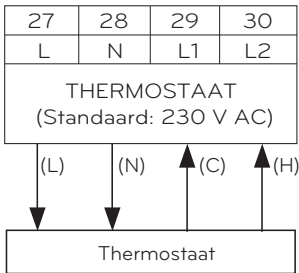 27 28 29 30
L N L1 L2
THERMOSTAAT
(Standaard: 230 V AC)
(L) (N) (C) (H)
Thermostaat